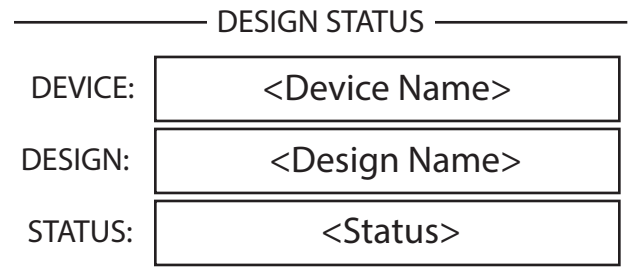 DESIGN STATUS
DEVICE: <Device Name>
DESIGN: <Design Name>
STATUS: <Status>